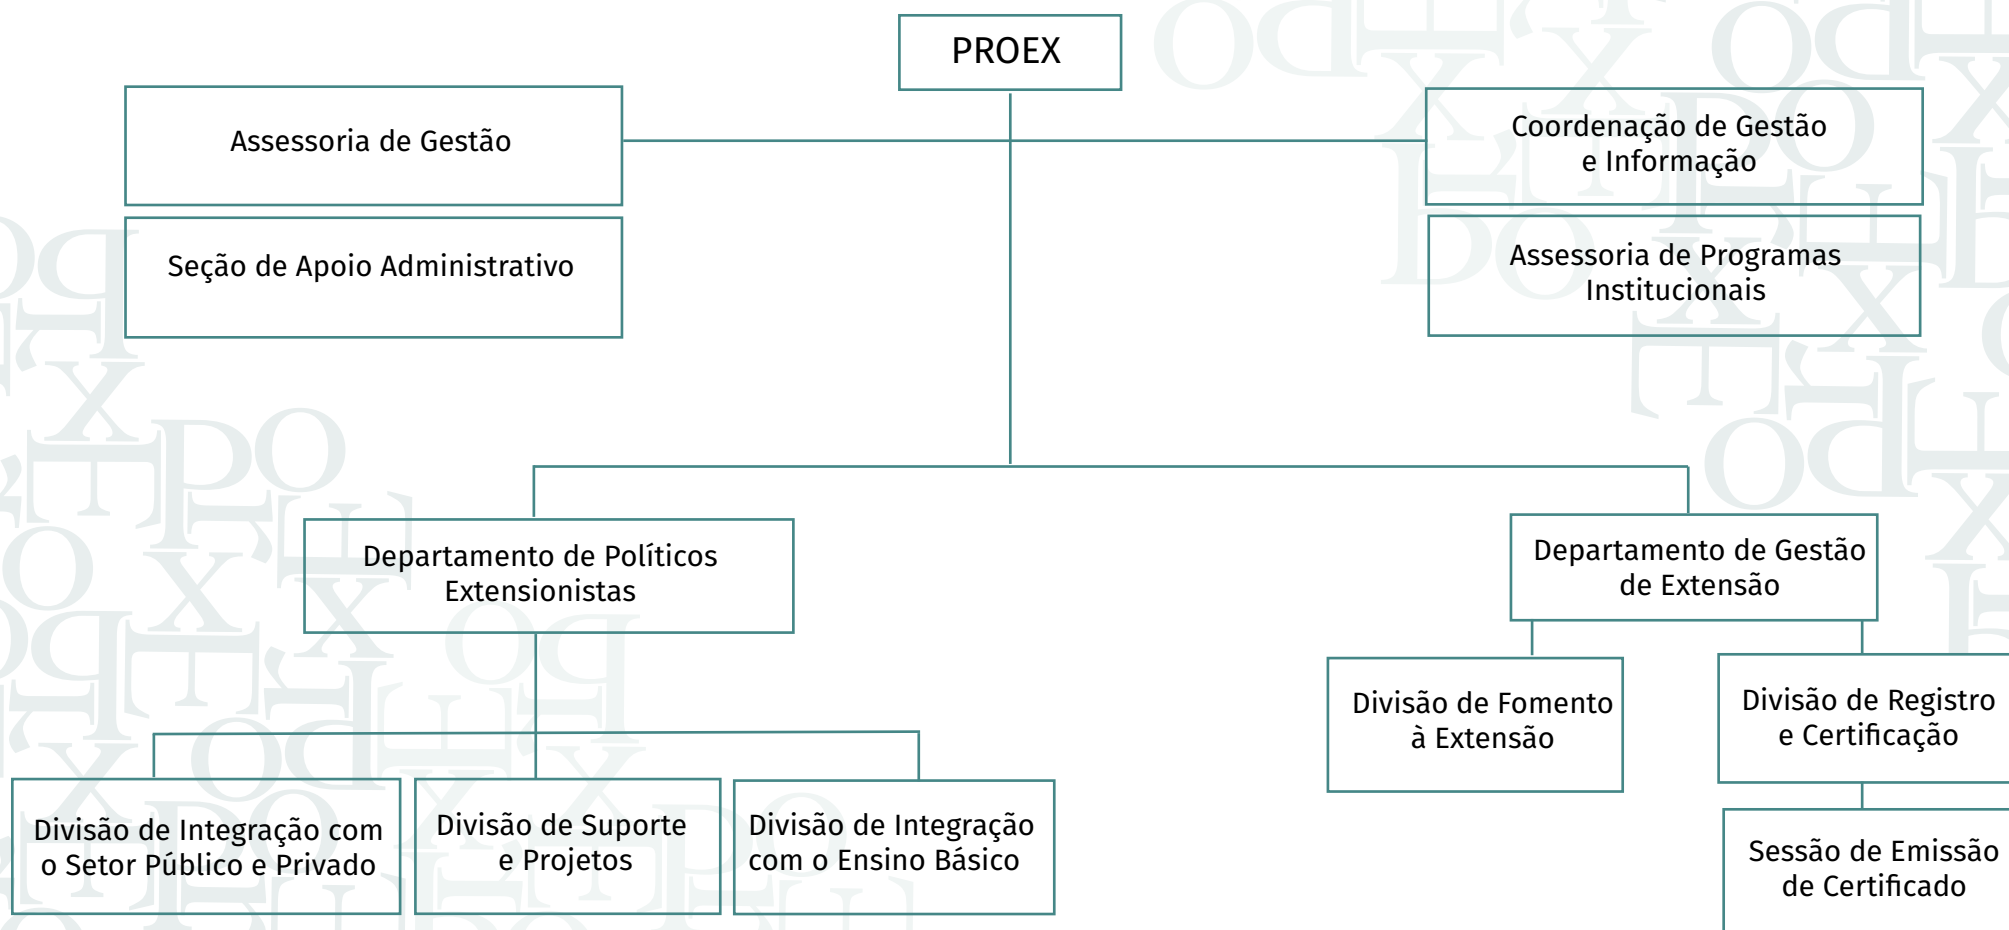 PROEX
Assessoria de Gestão
Coordenação de Gestão
e Informação
Seção de Apoio Administrativo
Assessoria de Programas
Institucionais
Departamento de Políticos
Extensionistas
Departamento de Gestão
de Extensão
Divisão de Fomento
à Extensão
Divisão de Registro
e Certificação
Divisão de Integração com
o Setor Público e Privado
Divisão de Suporte
e Projetos
Divisão de Integração
com o Ensino Básico
Sessão de Emissão
de Certificado